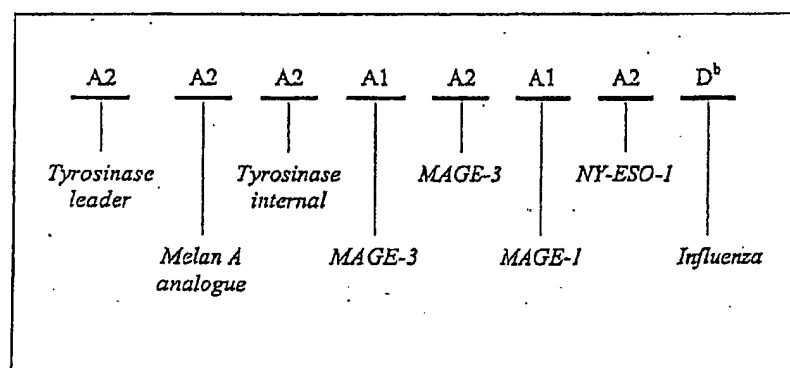 A2 A2 A2 A1 A2 A1 A2 Dᵇ
Tyrosinase Tyrosinase MAGE-3 NY-ESO-1
leader internal
Melan A MAGE-3 MAGE-1 Influenza
analogue